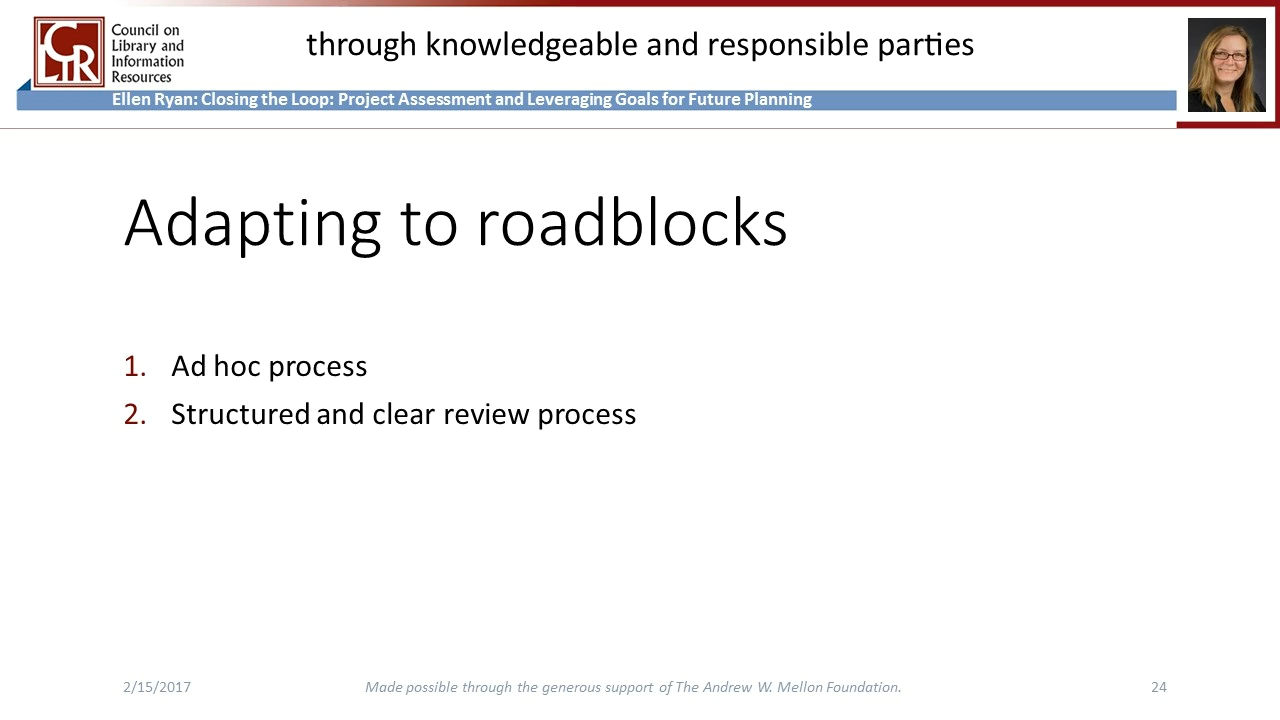 through knowledgeable and responsible parties
CLIR
Council on
Library and
Information
Resources
Ellen Ryan: Closing the Loop: Project Assessment and Leveraging Goals for Future Planning
Adapting to roadblocks
1. Ad hoc process
2. Structured and clear review process
2/15/2017
Made possible through the generous support of The Andrew W. Mellon Foundation.
24